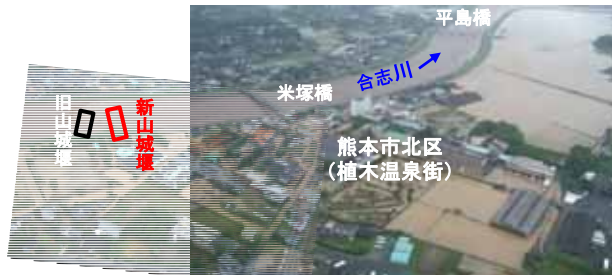 平島橋
合志川
米塚橋
旧山城堰
新山城堰
熊本市北区
（植木温泉街）